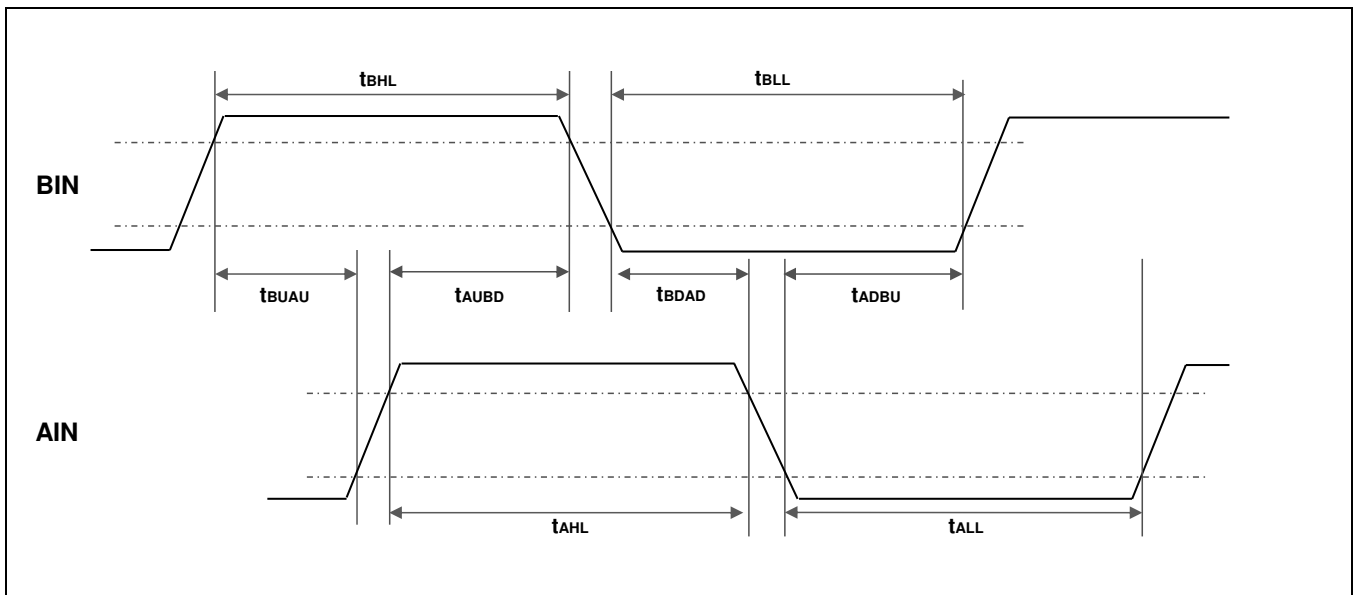 tBHL
tBLL
BIN
tBUAU
tAUBD
tBDAD
tADBU
AIN
tAHL
tALL